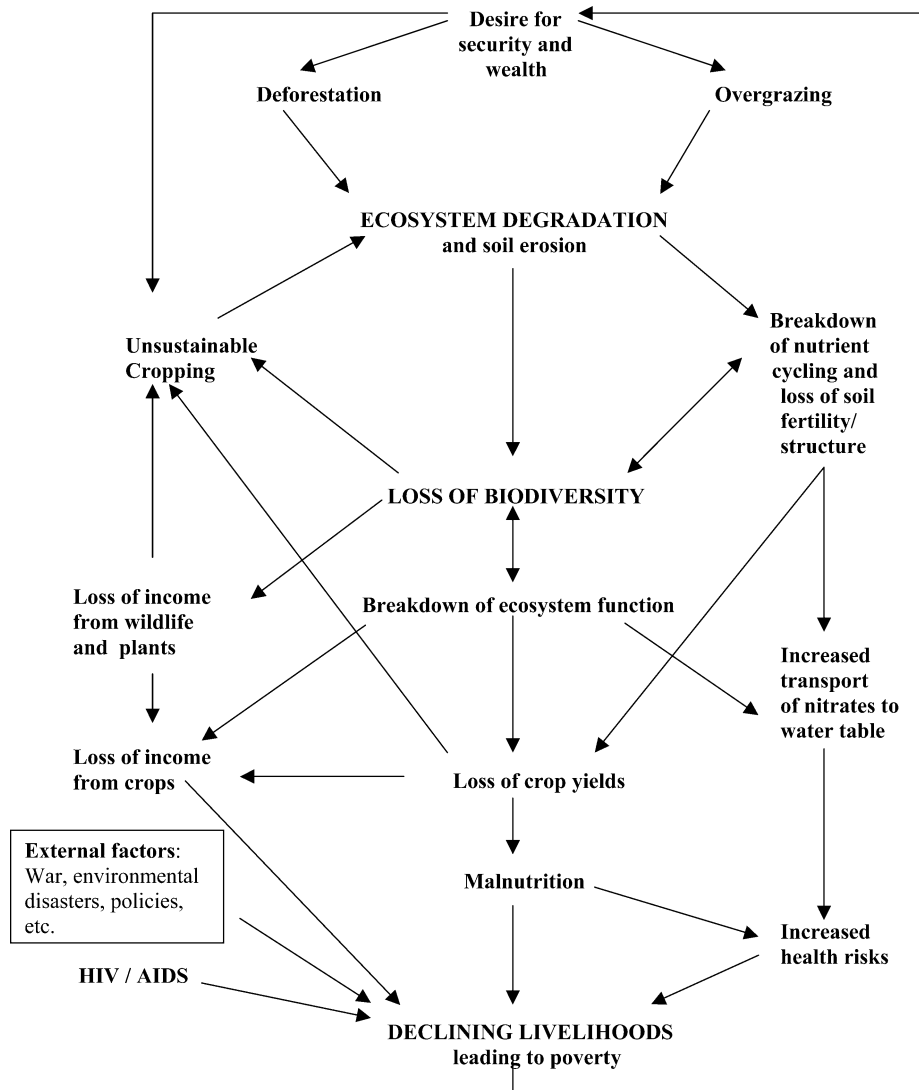 Desire for
security and
wealth
Deforestation
Overgrazing
ECOSYSTEM DEGRADATION
and soil erosion
Unsustainable
Cropping
Breakdown
of nutrient
cycling and
loss of soil
fertility/
structure
LOSS OF BIODIVERSITY
Loss of income
from wildlife
and plants
Breakdown of ecosystem function
Increased
transport
of nitrates to
water table
Loss of income
from crops
Loss of crop yields
External factors:
War, environmental
disasters, policies,
etc.
Malnutrition
Increased
health risks
HIV / AIDS
DECLINING LIVELIHOODS
leading to poverty